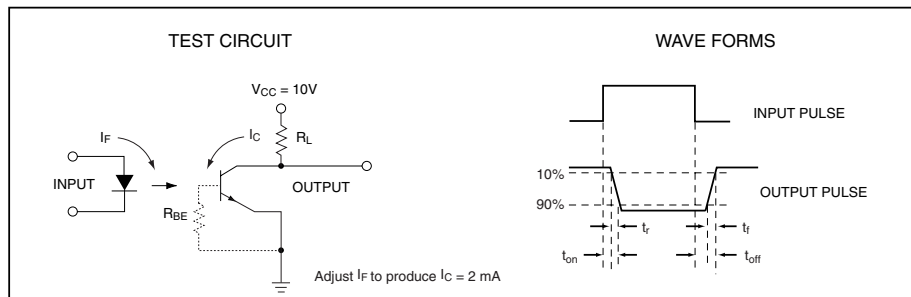 TEST CIRCUIT
WAVE FORMS
VCC = 10V
IF
IC
RL
INPUT
OUTPUT
RBE
Adjust IF to produce IC = 2 mA
INPUT PULSE
10%
OUTPUT PULSE
90%
tr
tf
ton
toff